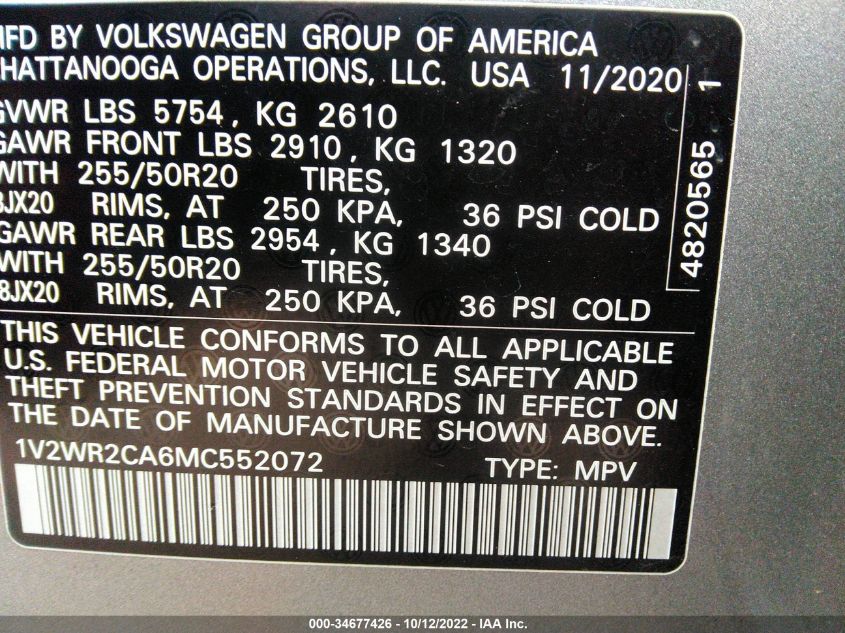 MFD BY VOLKSWAGEN GROUP OF AMERICA
CHATTANOOGA OPERATIONS, LLC. USA 11/2020
GVWR LBS 5754, KG 2610
GAWR FRONT LBS 2910, KG 1320
WITH 255/50R20 TIRES,
8JX20 RIMS, AT 250 KPA, 36 PSI COLD
GAWR REAR LBS 2954, KG 1340
WITH 255/50R20 TIRES,
8JX20 RIMS, AT 250 KPA, 36 PSI COLD
4820565 1
THIS VEHICLE CONFORMS TO ALL APPLICABLE
U.S. FEDERAL MOTOR VEHICLE SAFETY AND
THEFT PREVENTION STANDARDS IN EFFECT ON
THE DATE OF MANUFACTURE SHOWN ABOVE.
1V2WR2CA6MC552072 TYPE: MPV
000-34677426 - 10/12/2022 - IAA Inc.